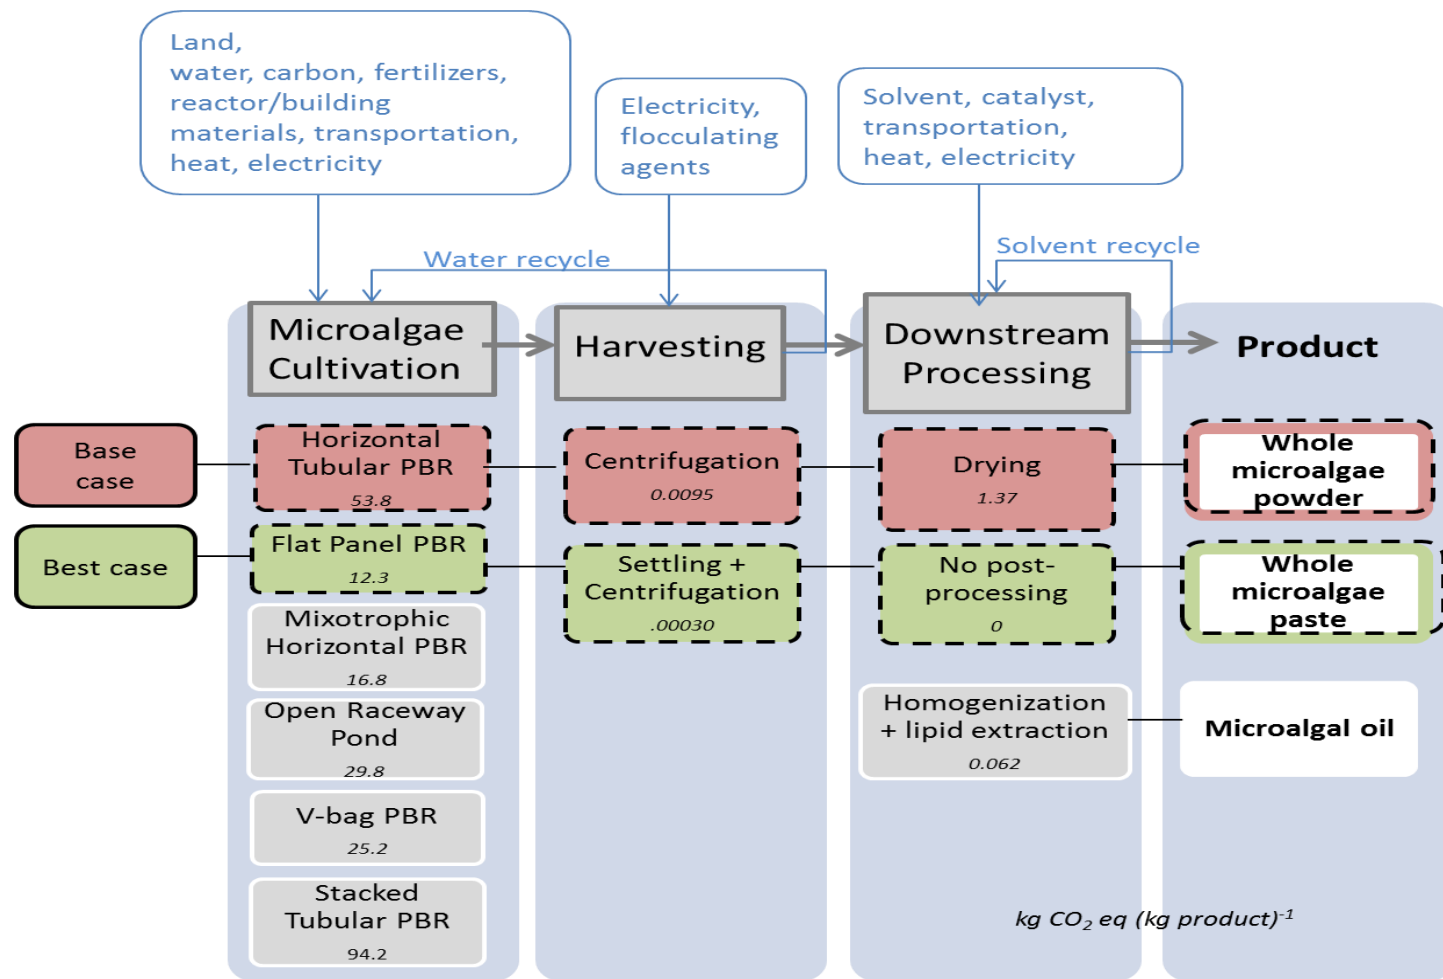 Land,
water, carbon, fertilizers,
reactor/building
materials, transportation,
heat, electricity
Electricity,
flocculating
agents
Solvent, catalyst,
transportation,
heat, electricity
Water recycle
Solvent recycle
Microalgae
Cultivation
Harvesting
Downstream
Processing
Product
Base
case
Horizontal
Tubular PBR
53.8
Centrifugation
0.0095
Drying
1.37
Whole
microalgae
powder
Best case
Flat Panel PBR
12.3
Settling +
Centrifugation
.00030
No post-
processing
0
Whole
microalgae
paste
Mixotrophic
Horizontal PBR
16.8
Open Raceway
Pond
29.8
Homogenization
+ lipid extraction
0.062
Microalgal oil
V-bag PBR
25.2
Stacked
Tubular PBR
94.2
kg CO₂ eq (kg product)⁻¹